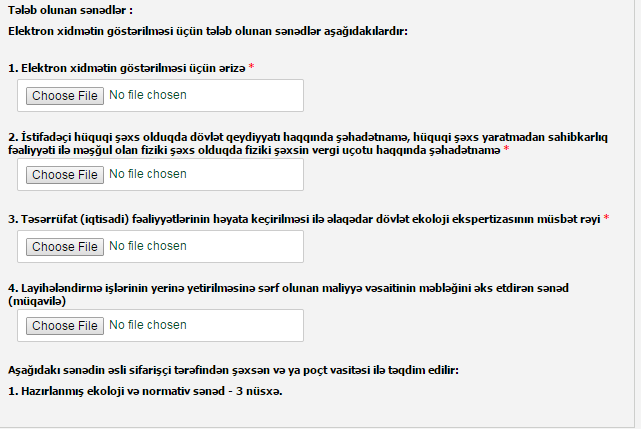 Tələb olunan sənədlər :
Elektron xidmətin göstərilməsi üçün tələb olunan sənədlər aşağıdakılardır:
1. Elektron xidmətin göstərilməsi üçün ərizə *
Choose File No file chosen
2. İstifadəçi hüquqi şəxs olduqda dövlət qeydiyyatı haqqında şəhadətnamə, hüquqi şəxs yaratmadan sahibkarlıq
fəaliyyəti ilə məşğul olan fiziki şəxs olduqda fiziki şəxsin vergi uçotu haqqında şəhadətnamə *
Choose File No file chosen
3. Təsərrüfat (iqtisadi) fəaliyyətlərinin həyata keçirilməsi ilə əlaqədar dövlət ekoloji ekspertizasının müsbət rəyi *
Choose File No file chosen
4. Layihələndirmə işlərinin yerinə yetirilməsinə sərf olunan maliyyə vəsaitinin məbləğini əks etdirən sənəd
(müqavilə)
Choose File No file chosen
Aşağıdakı sənədin əsli sifarişçi tərəfindən şəxsən və ya poçt vasitəsi ilə təqdim edilir:
1. Hazırlanmış ekoloji və normativ sənəd - 3 nüsxə.